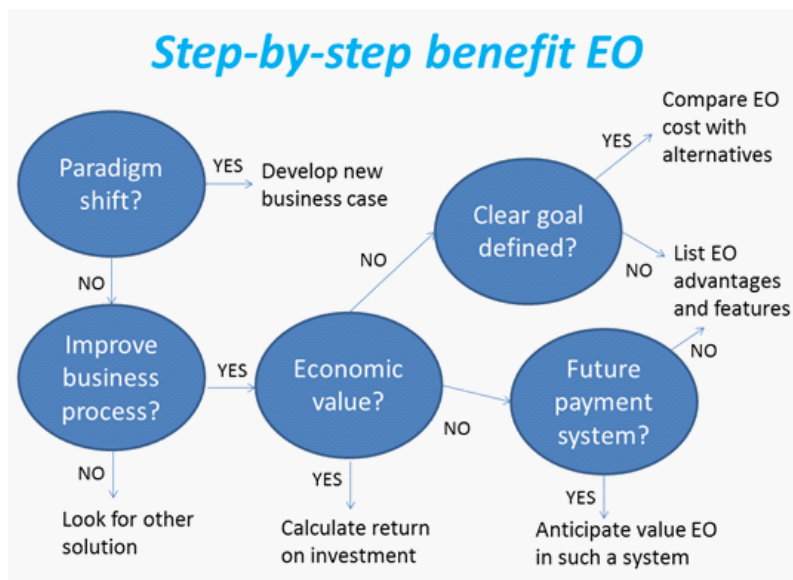 Step-by-step benefit EO
Paradigm
shift?
YES
Develop new
business case
NO
Improve
business
process?
YES
NO
Look for other
solution
Economic
value?
NO
NO
YES
Calculate return
on investment
Clear goal
defined?
YES
Compare EO
cost with
alternatives
NO
List EO
advantages
and features
Future
payment
system?
NO
YES
Anticipate value EO
in such a system